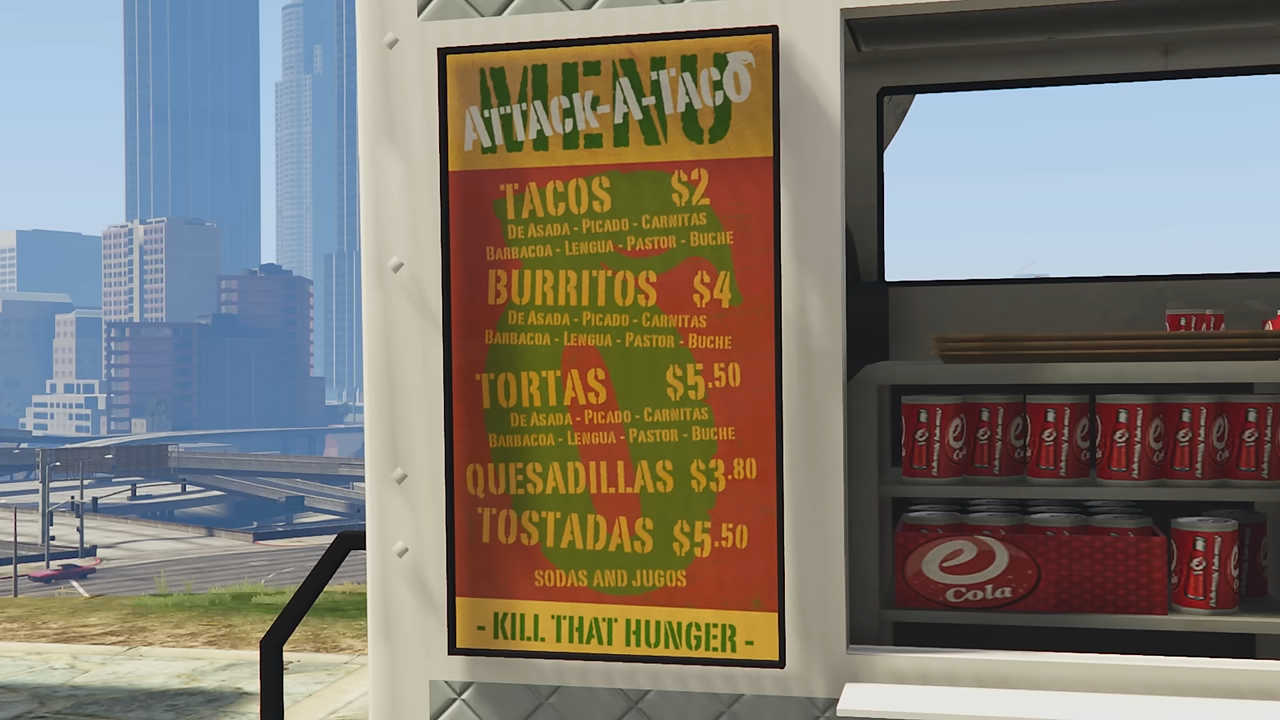 MENU
ATTACK-A-TACO
TACOS $2
DE ASADA - PICADO - CARNITAS
BARBACOA - LENGUA - PASTOR - BUCHE
BURRITOS $4
DE ASADA - PICADO - CARNITAS
BARBACOA - LENGUA - PASTOR - BUCHE
TORTAS $5.50
DE ASADA - PICADO - CARNITAS
BARBACOA - LENGUA - PASTOR - BUCHE
QUESADILLAS $3.80
TOSTADAS $5.50
SODAS AND JUGOS
- KILL THAT HUNGER -
e
Cola